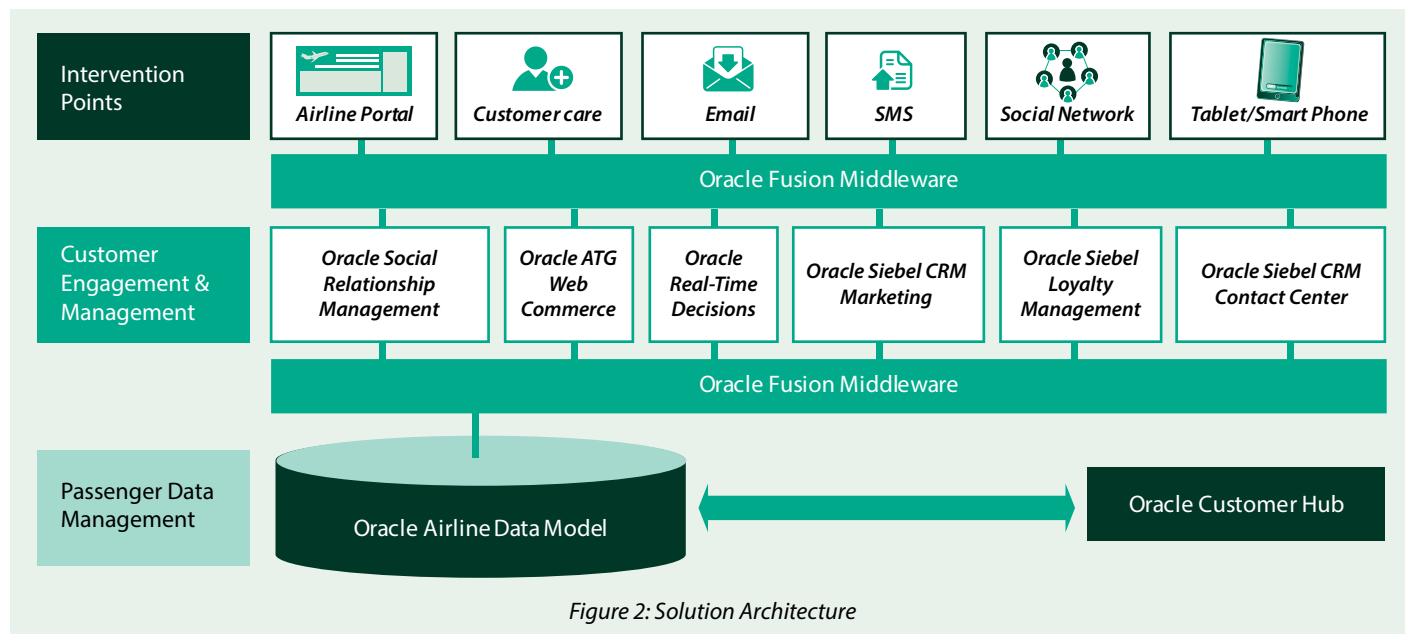 Intervention
Points
Airline Portal
Customer care
Email
SMS
Social Network
Tablet/Smart Phone
Oracle Fusion Middleware
Customer
Engagement &
Management
Oracle Social
Relationship
Management
Oracle ATG
Web
Commerce
Oracle
Real-Time
Decisions
Oracle Siebel CRM
Marketing
Oracle Siebel
Loyalty
Management
Oracle Siebel CRM
Contact Center
Oracle Fusion Middleware
Passenger Data
Management
Oracle Airline Data Model
Oracle Customer Hub
Figure 2: Solution Architecture